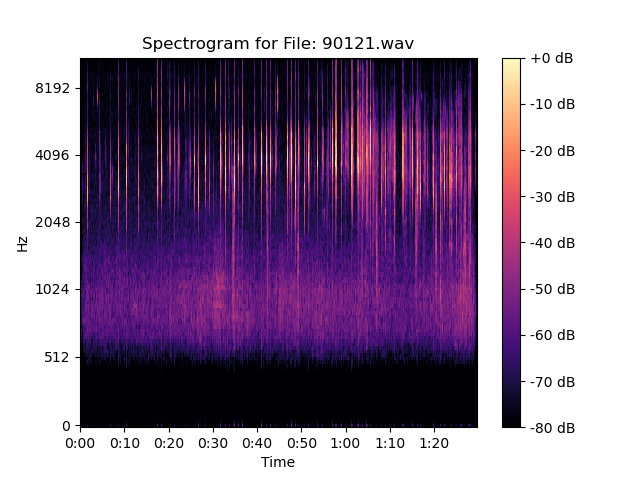 Spectrogram for File: 90121.wav
+0 dB
8192
-10 dB
4096
-20 dB
-30 dB
2048
Hz
-40 dB
1024
-50 dB
-60 dB
512
-70 dB
0
-80 dB
0:00 0:10 0:20 0:30 0:40 0:50 1:00 1:10 1:20
Time